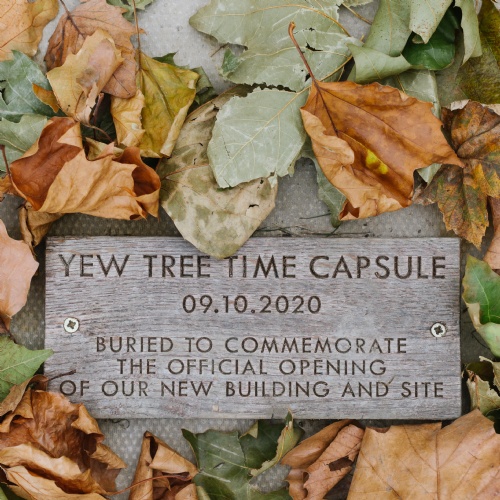 YEW TREE TIME CAPSULE
09.10.2020
BURIED TO COMMEMORATE
THE OFFICIAL OPENING
OF OUR NEW BUILDING AND SITE